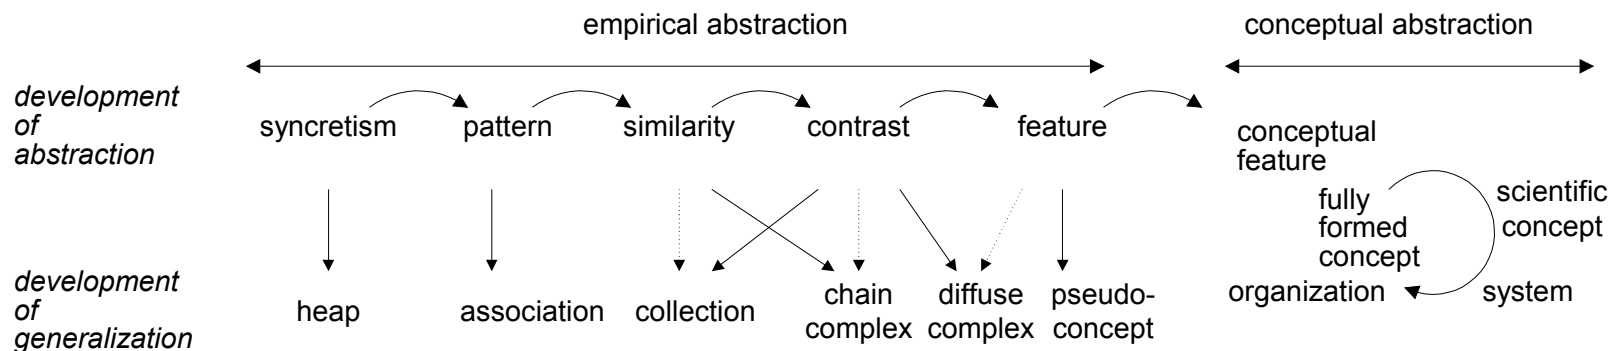 empirical abstraction
conceptual abstraction
development
of
abstraction
syncretism
pattern
similarity
contrast
feature
conceptual
feature
fully
formed
concept
scientific
concept
development
of
generalization
heap
association
collection
chain
complex
diffuse
complex
pseudo-
concept
organization
system